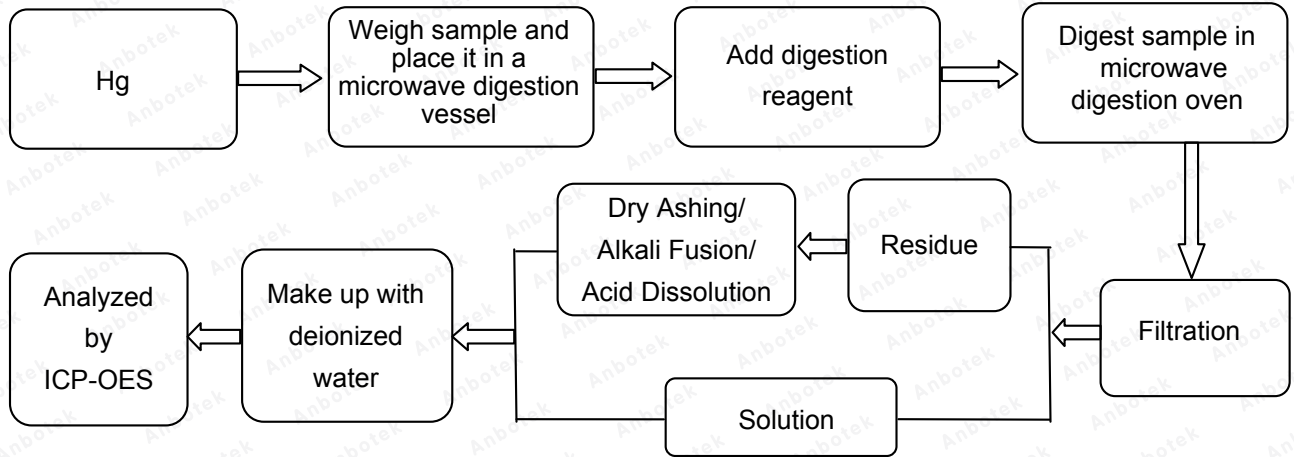 Hg
Weigh sample and
place it in a
microwave digestion
vessel
Add digestion
reagent
Digest sample in
microwave
digestion oven
Filtration
Residue
Dry Ashing/
Alkali Fusion/
Acid Dissolution
Solution
Make up with
deionized
water
Analyzed
by
ICP-OES
Anbotek